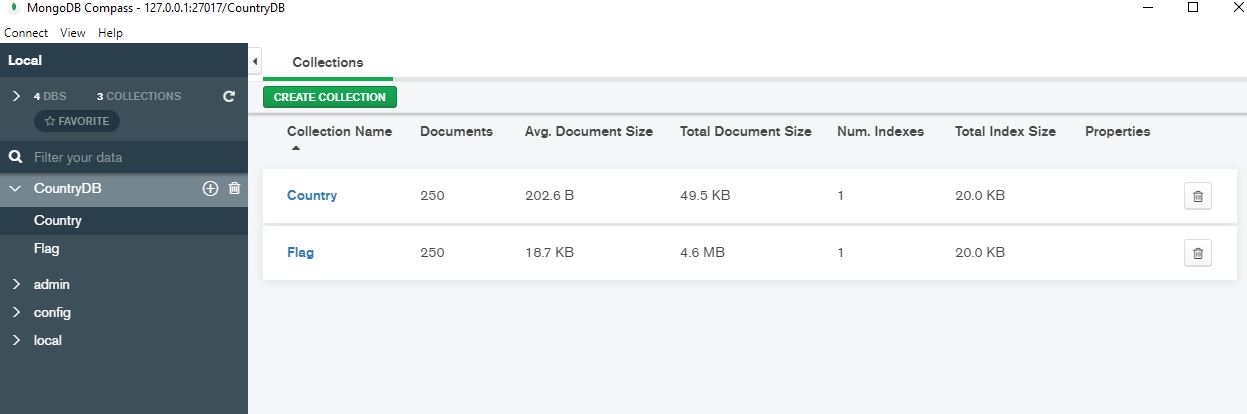 MongoDB Compass - 127.0.0.1:27017/CountryDB
Connect View Help
Local
4 DBS 3 COLLECTIONS
FAVORITE
Filter your data
CountryDB
Country
Flag
admin
config
local
Collections
CREATE COLLECTION
Collection Name Documents Avg. Document Size Total Document Size Num. Indexes Total Index Size Properties
Country 250 202.6 B 49.5 KB 1 20.0 KB
Flag 250 18.7 KB 4.6 MB 1 20.0 KB